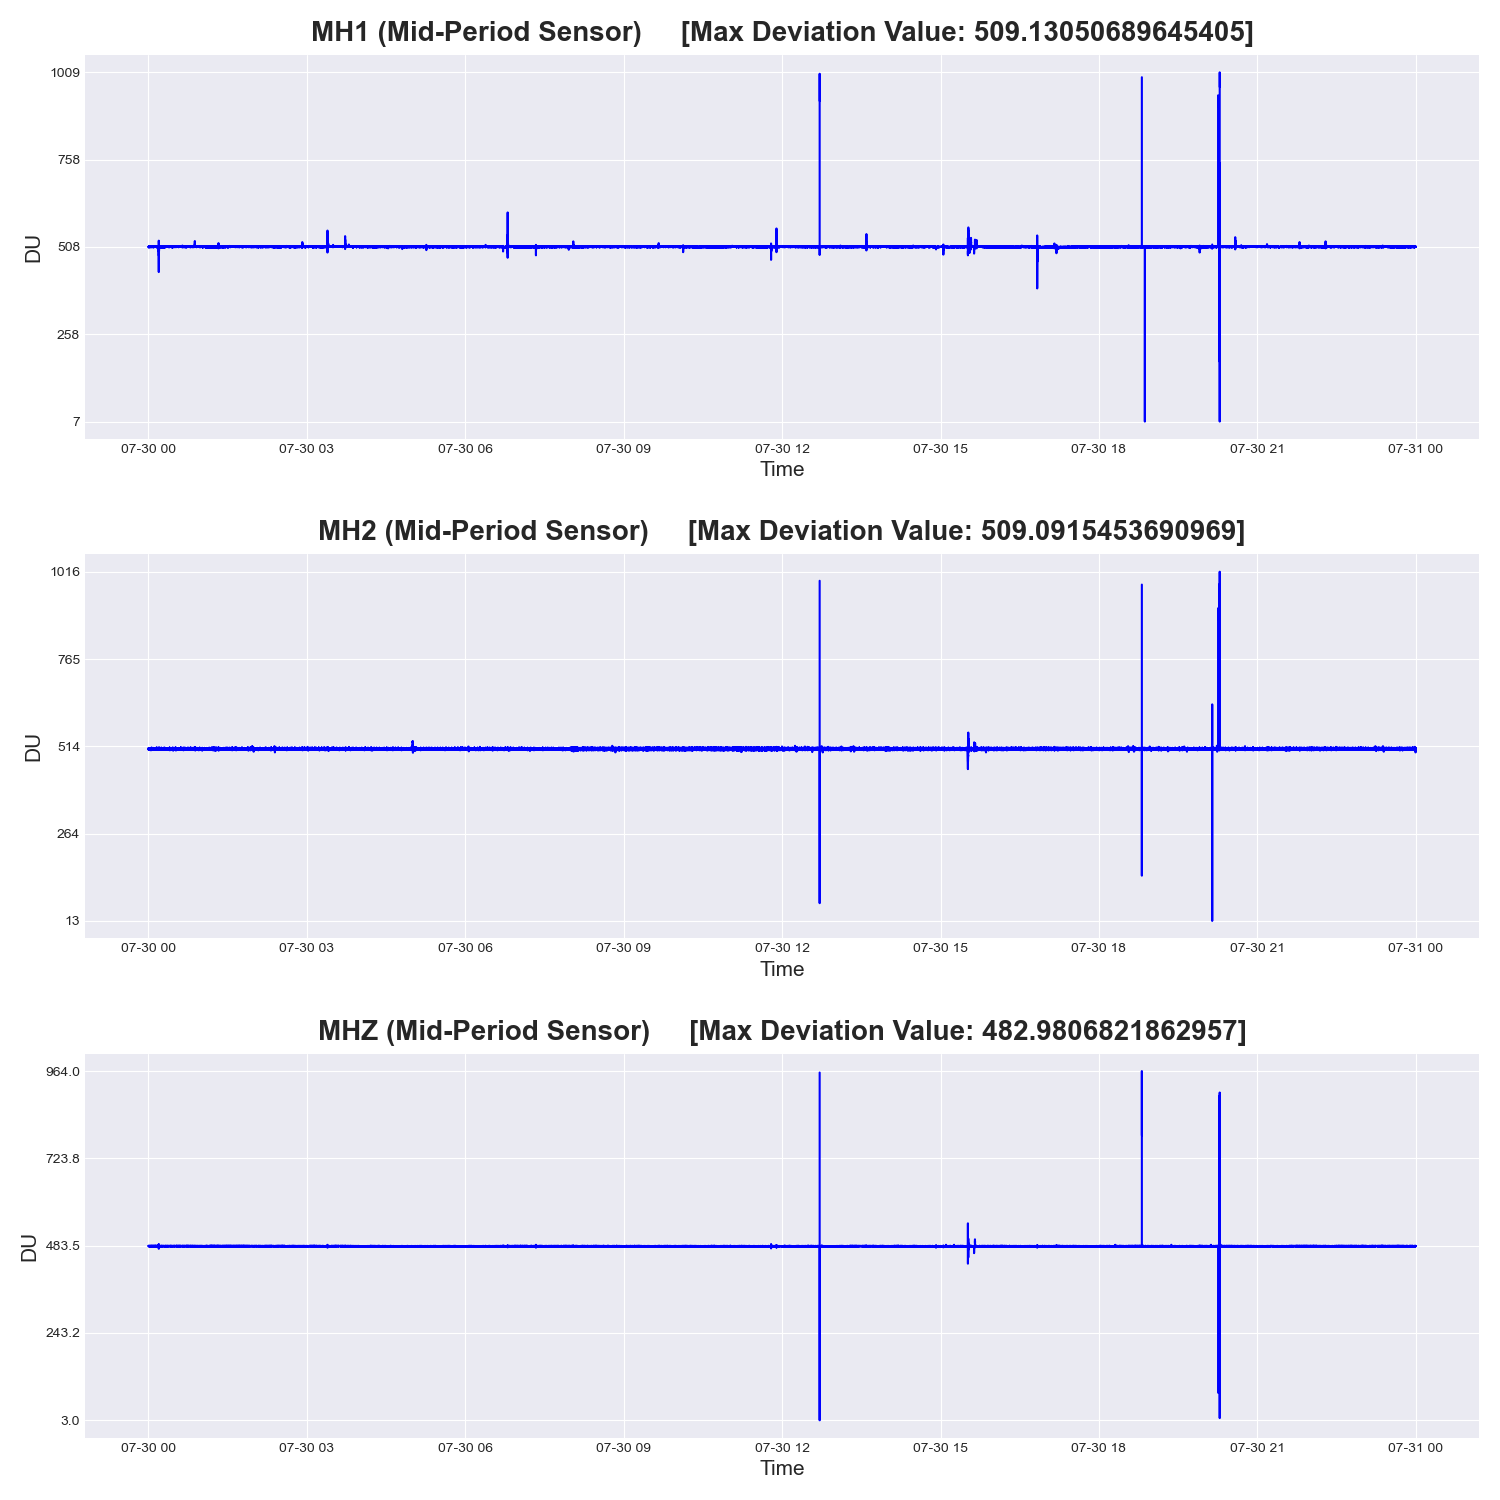 MH1 (Mid-Period Sensor) [Max Deviation Value: 509.13050689645405]
1009
758
508
258
7
DU
07-30 00 07-30 03 07-30 06 07-30 09 07-30 12 07-30 15 07-30 18 07-30 21 07-31 00
Time
MH2 (Mid-Period Sensor) [Max Deviation Value: 509.0915453690969]
1016
765
514
264
13
DU
07-30 00 07-30 03 07-30 06 07-30 09 07-30 12 07-30 15 07-30 18 07-30 21 07-31 00
Time
MHZ (Mid-Period Sensor) [Max Deviation Value: 482.9806821862957]
964.0
723.8
483.5
243.2
3.0
DU
07-30 00 07-30 03 07-30 06 07-30 09 07-30 12 07-30 15 07-30 18 07-30 21 07-31 00
Time